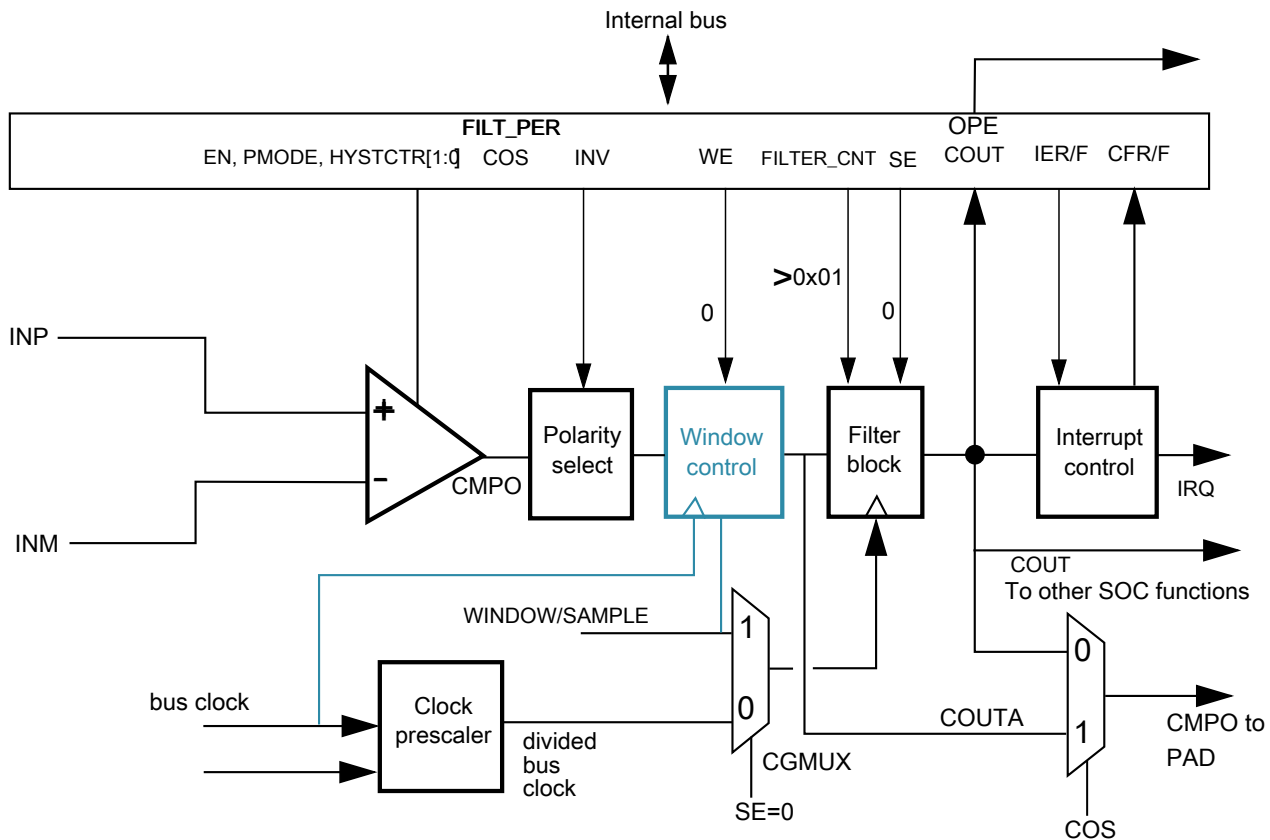 Internal bus
FILT_PER
OPE
EN, PMODE, HYSTCTR[1:0]
COS
INV
WE
FILTER_CNT
SE
COUT
IER/F
CFR/F
>0x01
0
0
INP
+
-
INM
CMPO
Polarity
select
Window
control
Filter
block
Interrupt
control
IRQ
COUT
To other SOC functions
WINDOW/SAMPLE
1
0
bus clock
Clock
prescaler
divided
bus
clock
CGMUX
SE=0
COUTA
0
1
CMPO to
PAD
COS